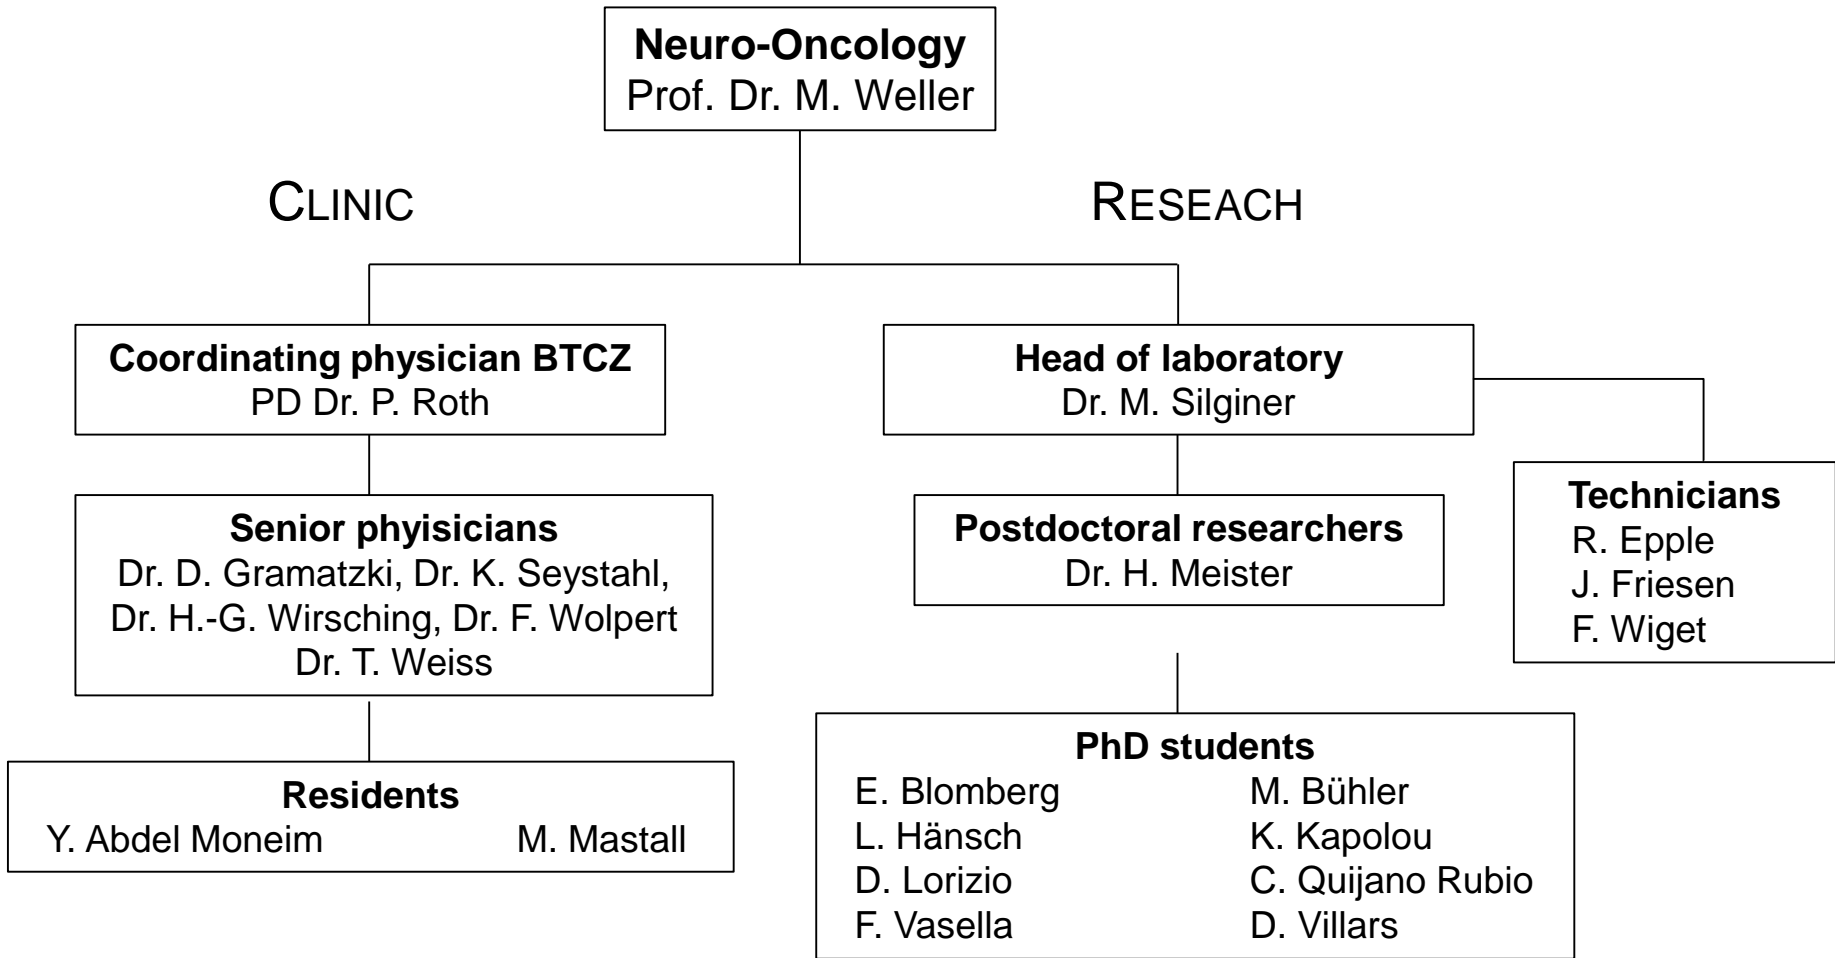 Neuro-Oncology
Prof. Dr. M. Weller
CLINIC
RESEACH
Coordinating physician BTCZ
PD Dr. P. Roth
Head of laboratory
Dr. M. Silginer
Senior phyisicians
Dr. D. Gramatzki, Dr. K. Seystahl,
Dr. H.-G. Wirsching, Dr. F. Wolpert
Dr. T. Weiss
Postdoctoral researchers
Dr. H. Meister
Technicians
R. Epple
J. Friesen
F. Wiget
Residents
Y. Abdel Moneim
M. Mastall
PhD students
E. Blomberg
M. Bühler
L. Hänsch
K. Kapolou
D. Lorizio
C. Quijano Rubio
F. Vasella
D. Villars